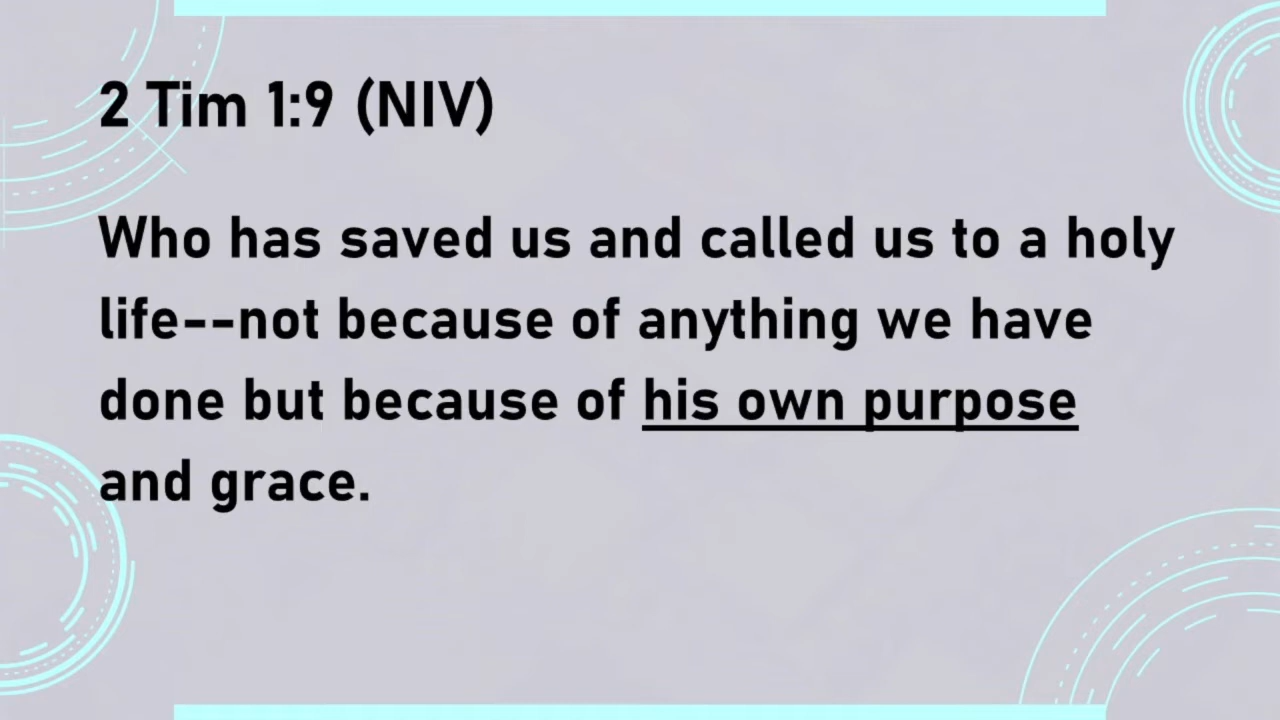 2 Tim 1:9 (NIV)
Who has saved us and called us to a holy
life--not because of anything we have
done but because of his own purpose
and grace.